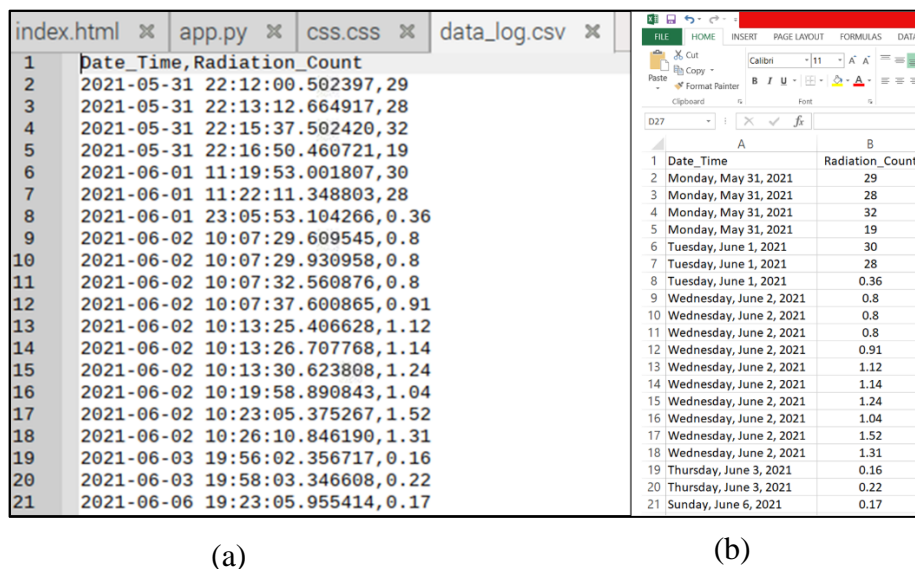 index.html ✖ app.py ✖ css.css ✖ data_log.csv ✖
1 Date_Time,Radiation_Count
2 2021-05-31 22:12:00.502397,29
3 2021-05-31 22:13:12.664917,28
4 2021-05-31 22:15:37.502420,32
5 2021-05-31 22:16:50.460721,19
6 2021-06-01 11:19:53.001807,30
7 2021-06-01 11:22:11.348803,28
8 2021-06-01 23:05:53.104266,0.36
9 2021-06-02 10:07:29.609545,0.8
10 2021-06-02 10:07:29.930958,0.8
11 2021-06-02 10:07:32.560876,0.8
12 2021-06-02 10:07:37.600865,0.91
13 2021-06-02 10:13:25.406628,1.12
14 2021-06-02 10:13:26.707768,1.14
15 2021-06-02 10:13:30.623808,1.24
16 2021-06-02 10:19:58.890843,1.04
17 2021-06-02 10:23:05.375267,1.52
18 2021-06-02 10:26:10.846190,1.31
19 2021-06-03 19:56:02.356717,0.16
20 2021-06-03 19:58:03.346608,0.22
21 2021-06-06 19:23:05.955414,0.17
(a)
FILE HOME INSERT PAGE LAYOUT FORMULAS DATA
Cut
Copy
Format Painter
Paste
Calibri 11 A A
B I U A
Clipboard Font
D27 fx
A B
1 Date_Time Radiation_Count
2 Monday, May 31, 2021 29
3 Monday, May 31, 2021 28
4 Monday, May 31, 2021 32
5 Monday, May 31, 2021 19
6 Tuesday, June 1, 2021 30
7 Tuesday, June 1, 2021 28
8 Tuesday, June 1, 2021 0.36
9 Wednesday, June 2, 2021 0.8
10 Wednesday, June 2, 2021 0.8
11 Wednesday, June 2, 2021 0.8
12 Wednesday, June 2, 2021 0.91
13 Wednesday, June 2, 2021 1.12
14 Wednesday, June 2, 2021 1.14
15 Wednesday, June 2, 2021 1.24
16 Wednesday, June 2, 2021 1.04
17 Wednesday, June 2, 2021 1.52
18 Wednesday, June 2, 2021 1.31
19 Thursday, June 3, 2021 0.16
20 Thursday, June 3, 2021 0.22
21 Sunday, June 6, 2021 0.17
(b)